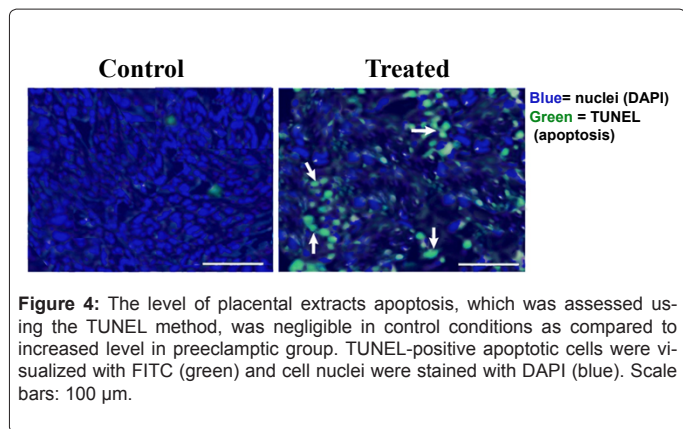 Control Treated
Blue= nuclei (DAPI)
Green = TUNEL
(apoptosis)
Figure 4: The level of placental extracts apoptosis, which was assessed us-
ing the TUNEL method, was negligible in control conditions as compared to
increased level in preeclamptic group. TUNEL-positive apoptotic cells were vi-
sualized with FITC (green) and cell nuclei were stained with DAPI (blue). Scale
bars: 100 μm.